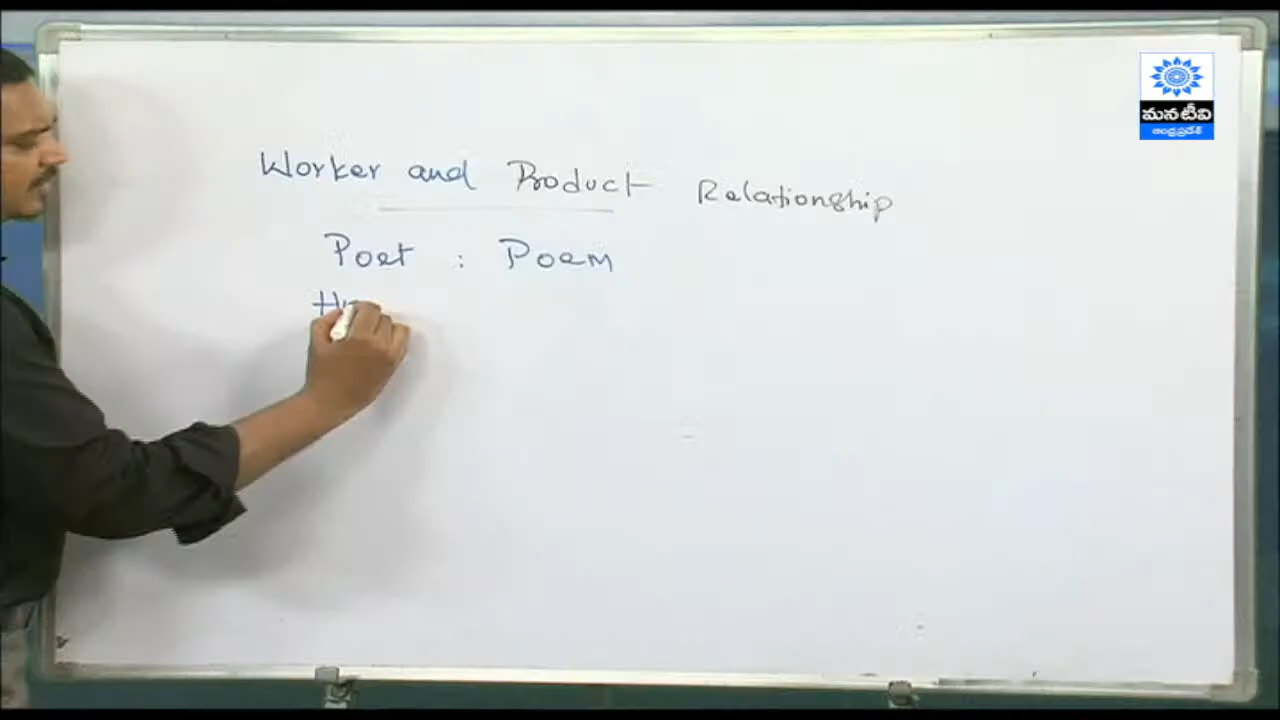 మన టీవి
ఆంధ్రప్రదేశ్
Worker and Product Relationship
Poet : Poem